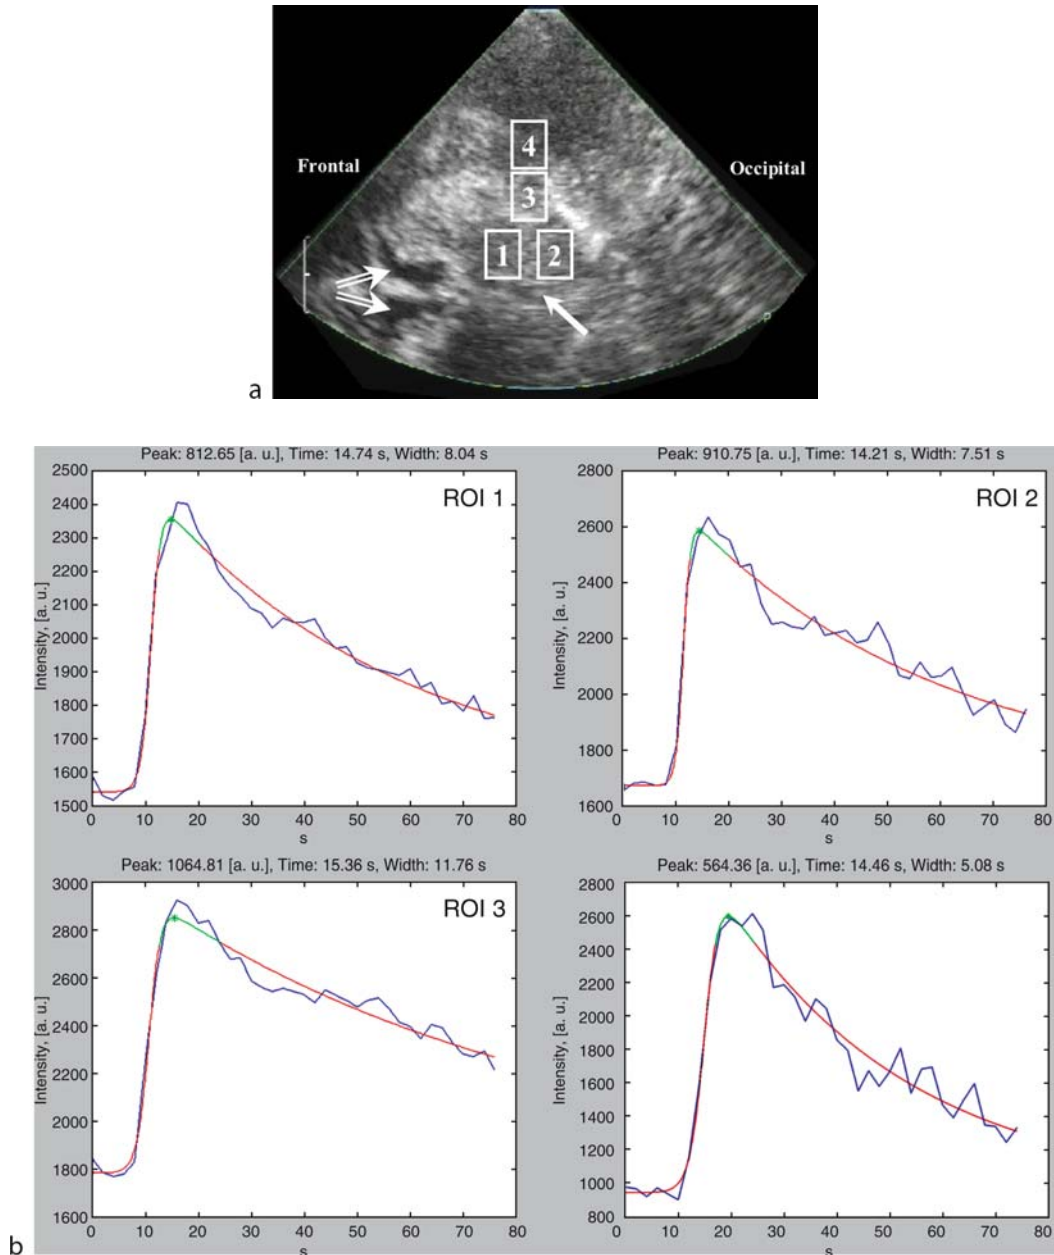 4
Frontal
Occipital
3
1
2
a
Peak: 812.65 [a. u.], Time: 14.74 s, Width: 8.04 s
2500
2400
2300
2200
2100
2000
1900
1800
1700
1600
1500
Intensity, [a. u.]
ROI 1
0 10 20 30 40 50 60 70 80
s
Peak: 910.75 [a. u.], Time: 14.21 s, Width: 7.51 s
2800
2600
2400
2200
2000
1800
1600
Intensity, [a. u.]
ROI 2
0 10 20 30 40 50 60 70 80
s
Peak: 1064.81 [a. u.], Time: 15.36 s, Width: 11.76 s
3000
2800
2600
2400
2200
2000
1800
1600
Intensity, [a. u.]
ROI 3
0 10 20 30 40 50 60 70 80
s
Peak: 564.36 [a. u.], Time: 14.46 s, Width: 5.08 s
2800
2600
2400
2200
2000
1800
1600
1400
1200
1000
800
Intensity, [a. u.]
0 10 20 30 40 50 60 70 80
s
b